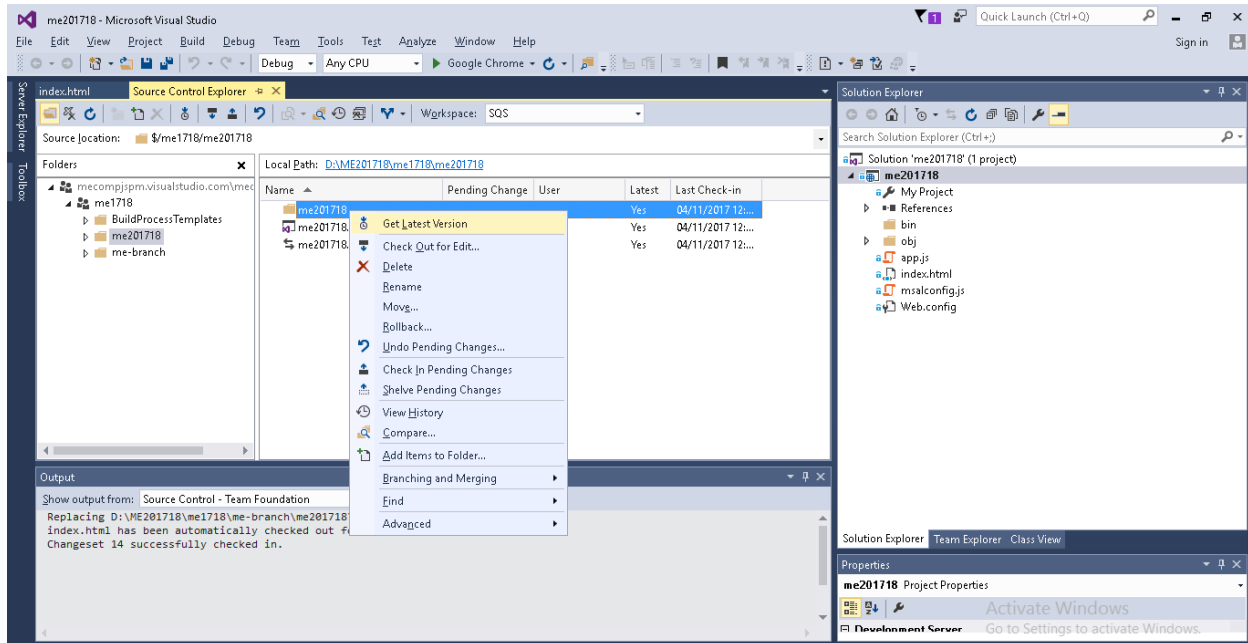 me201718 - Microsoft Visual Studio
1
Quick Launch (Ctrl+Q)
File Edit View Project Build Debug Team Tools Test Analyze Window Help
Sign in
Debug Any CPU Google Chrome
Server Explorer
Toolbox
index.html Source Control Explorer
Workspace: SQS
Source location: $/me1718/me201718
Folders
mecompjspm.visualstudio.com\mec
me1718
BuildProcessTemplates
me201718
me-branch
Local Path: D:\ME201718\me1718\me201718
Name Pending Change User Latest Last Check-in
me201718 Yes 04/11/2017 12:...
me201718. Yes 04/11/2017 12:...
me201718. Yes 04/11/2017 12:...
Get Latest Version
Check Out for Edit...
Delete
Rename
Move...
Rollback...
Undo Pending Changes...
Check In Pending Changes
Shelve Pending Changes
View History
Compare...
Add Items to Folder...
Branching and Merging
Find
Advanced
Output
Show output from: Source Control - Team Foundation
Replacing D:\ME201718\me1718\me-branch\me201718
index.html has been automatically checked out f
Changeset 14 successfully checked in.
Solution Explorer
Search Solution Explorer (Ctrl+;)
Solution 'me201718' (1 project)
me201718
My Project
References
bin
obj
app.js
index.html
msalconfig.js
Web.config
Solution Explorer Team Explorer Class View
Properties
me201718 Project Properties
Development Server
Activate Windows
Go to Settings to activate Windows.